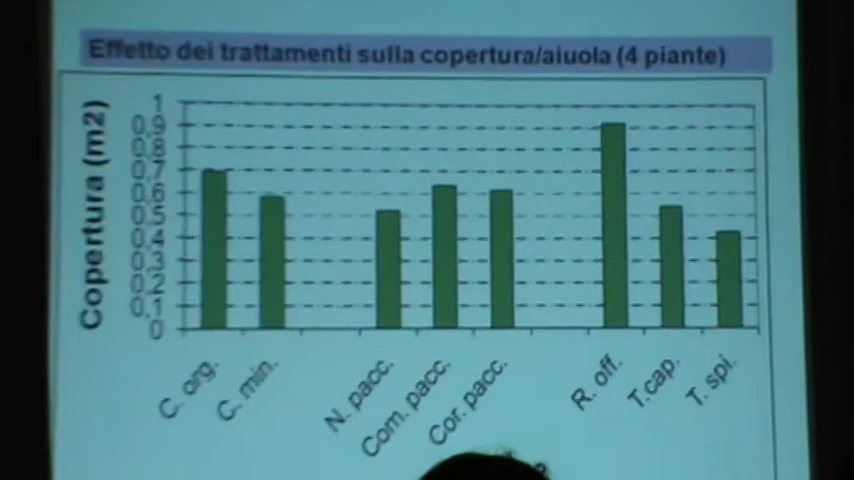 Effetto dei trattamenti sulla copertura/aiuola (4 piante)
Copertura (m2)
1
0,9
0,8
0,7
0,6
0,5
0,4
0,3
0,2
0,1
0
C. org.
C. min.
N. pacc.
Com. pacc.
Cor. pacc.
R. off.
T.cap.
T. spi.